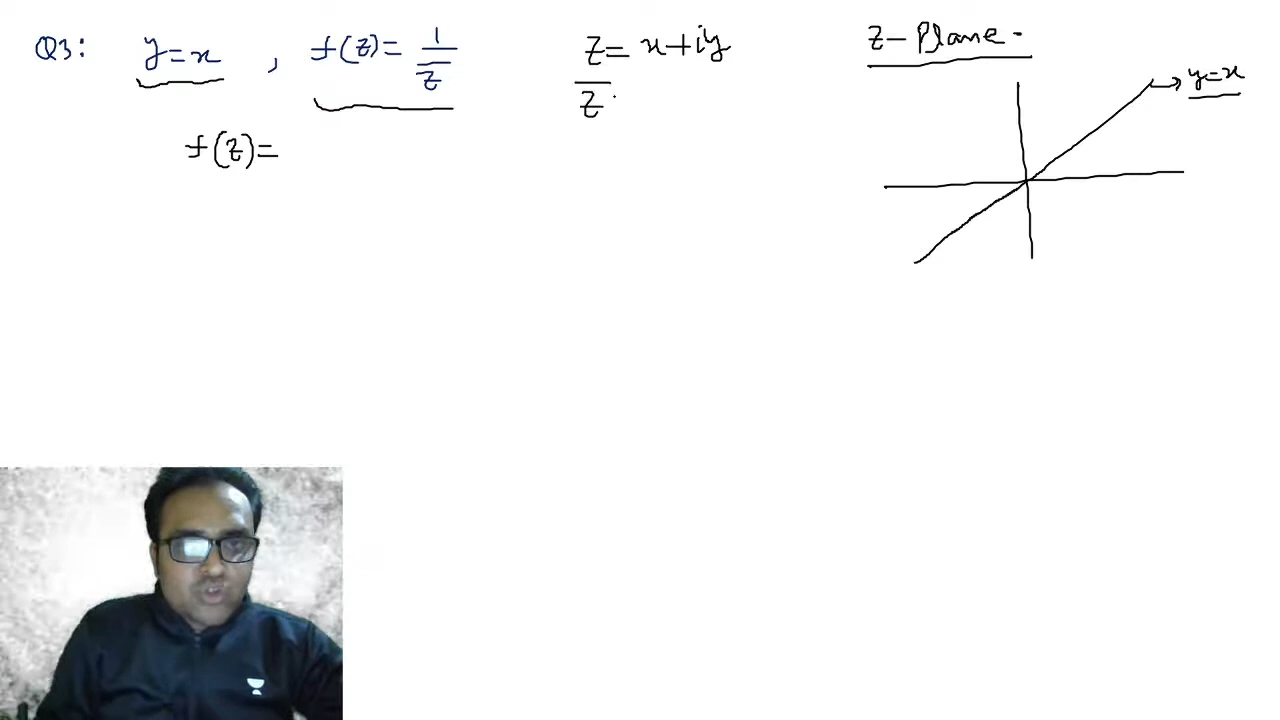 Q3: y=x , f(z)= 1/z
z= x+iy
z
f(z)=
z-Plane-
→ y=x